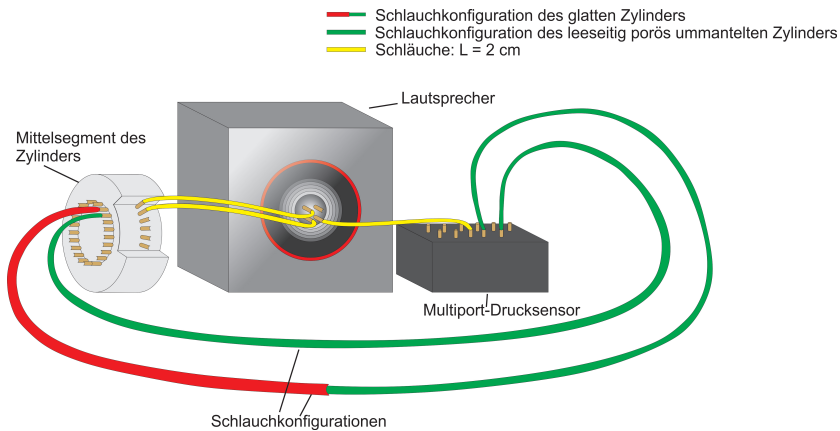 Schlauchkonfiguration des glatten Zylinders
Schlauchkonfiguration des leeseitig porös ummantelten Zylinders
Schläuche: L = 2 cm
Lautsprecher
Mittelsegment des
Zylinders
Multiport-Drucksensor
Schlauchkonfigurationen